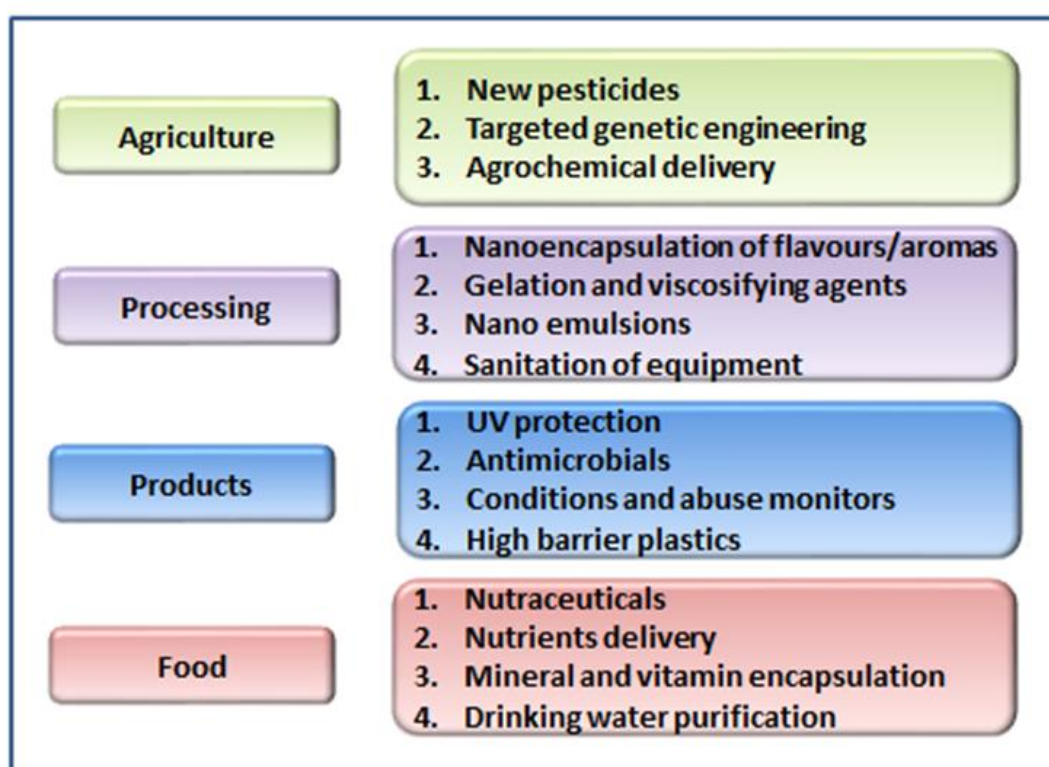 Agriculture
1. New pesticides
2. Targeted genetic engineering
3. Agrochemical delivery
Processing
1. Nanoencapsulation of flavours/aromas
2. Gelation and viscosifying agents
3. Nano emulsions
4. Sanitation of equipment
Products
1. UV protection
2. Antimicrobials
3. Conditions and abuse monitors
4. High barrier plastics
Food
1. Nutraceuticals
2. Nutrients delivery
3. Mineral and vitamin encapsulation
4. Drinking water purification